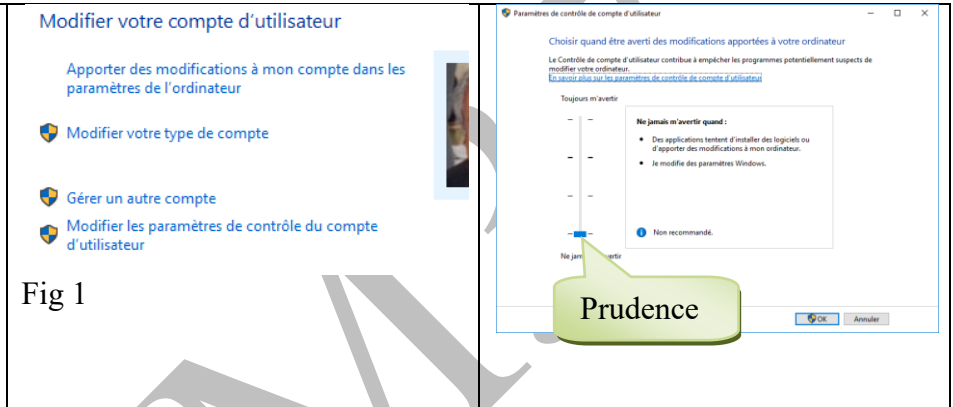 Modifier votre compte d'utilisateur
Apporter des modifications à mon compte dans les
paramètres de l'ordinateur
Modifier votre type de compte
Gérer un autre compte
Modifier les paramètres de contrôle du compte
d'utilisateur
Fig 1
Paramètres de contrôle de compte d'utilisateur
Choisir quand être averti des modifications apportées à votre ordinateur
Le Contrôle de compte d'utilisateur contribue à empêcher les programmes potentiellement suspects de
modifier votre ordinateur.
En savoir plus sur les paramètres de contrôle de compte d'utilisateur
Toujours m'avertir
Ne jamais m'avertir quand :
Des applications tentent d'installer des logiciels ou
d'apporter des modifications à mon ordinateur.
Je modifie des paramètres Windows.
Non recommandé.
Ne
Prudence
OK Annuler